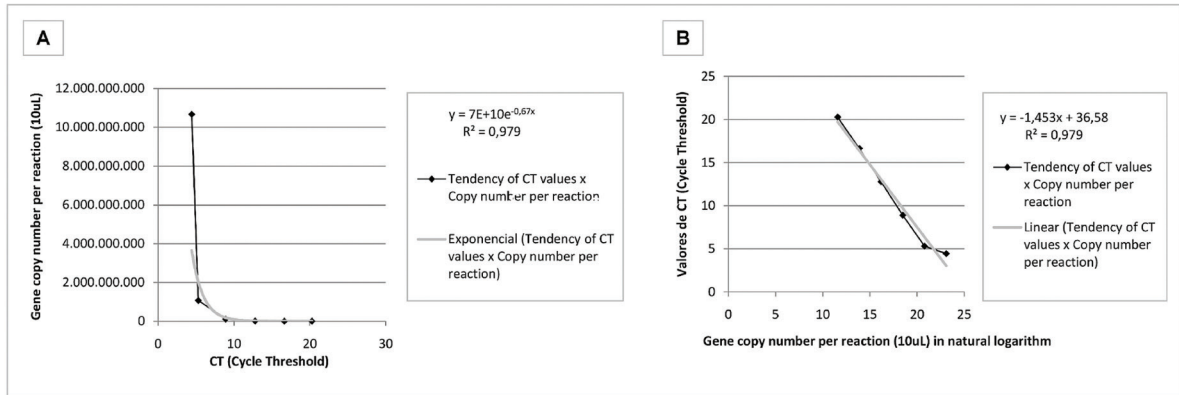 A
Gene copy number per reaction (10uL)
12.000.000.000
10.000.000.000
8.000.000.000
6.000.000.000
4.000.000.000
2.000.000.000
0
0
10
20
30
CT (Cycle Threshold)
y = 7E+10e^-0,67x
R² = 0,979
Tendency of CT values x
Copy number per reaction
Exponencial (Tendency of CT
values x Copy number per
reaction)
B
Valores de CT (Cycle Threshold)
25
20
15
10
5
0
0
5
10
15
20
25
Gene copy number per reaction (10uL) in natural logarithm
y = -1,453x + 36,58
R² = 0,979
Tendency of CT values
x Copy number per
reaction
Linear (Tendency of CT
values x Copy number per
reaction)